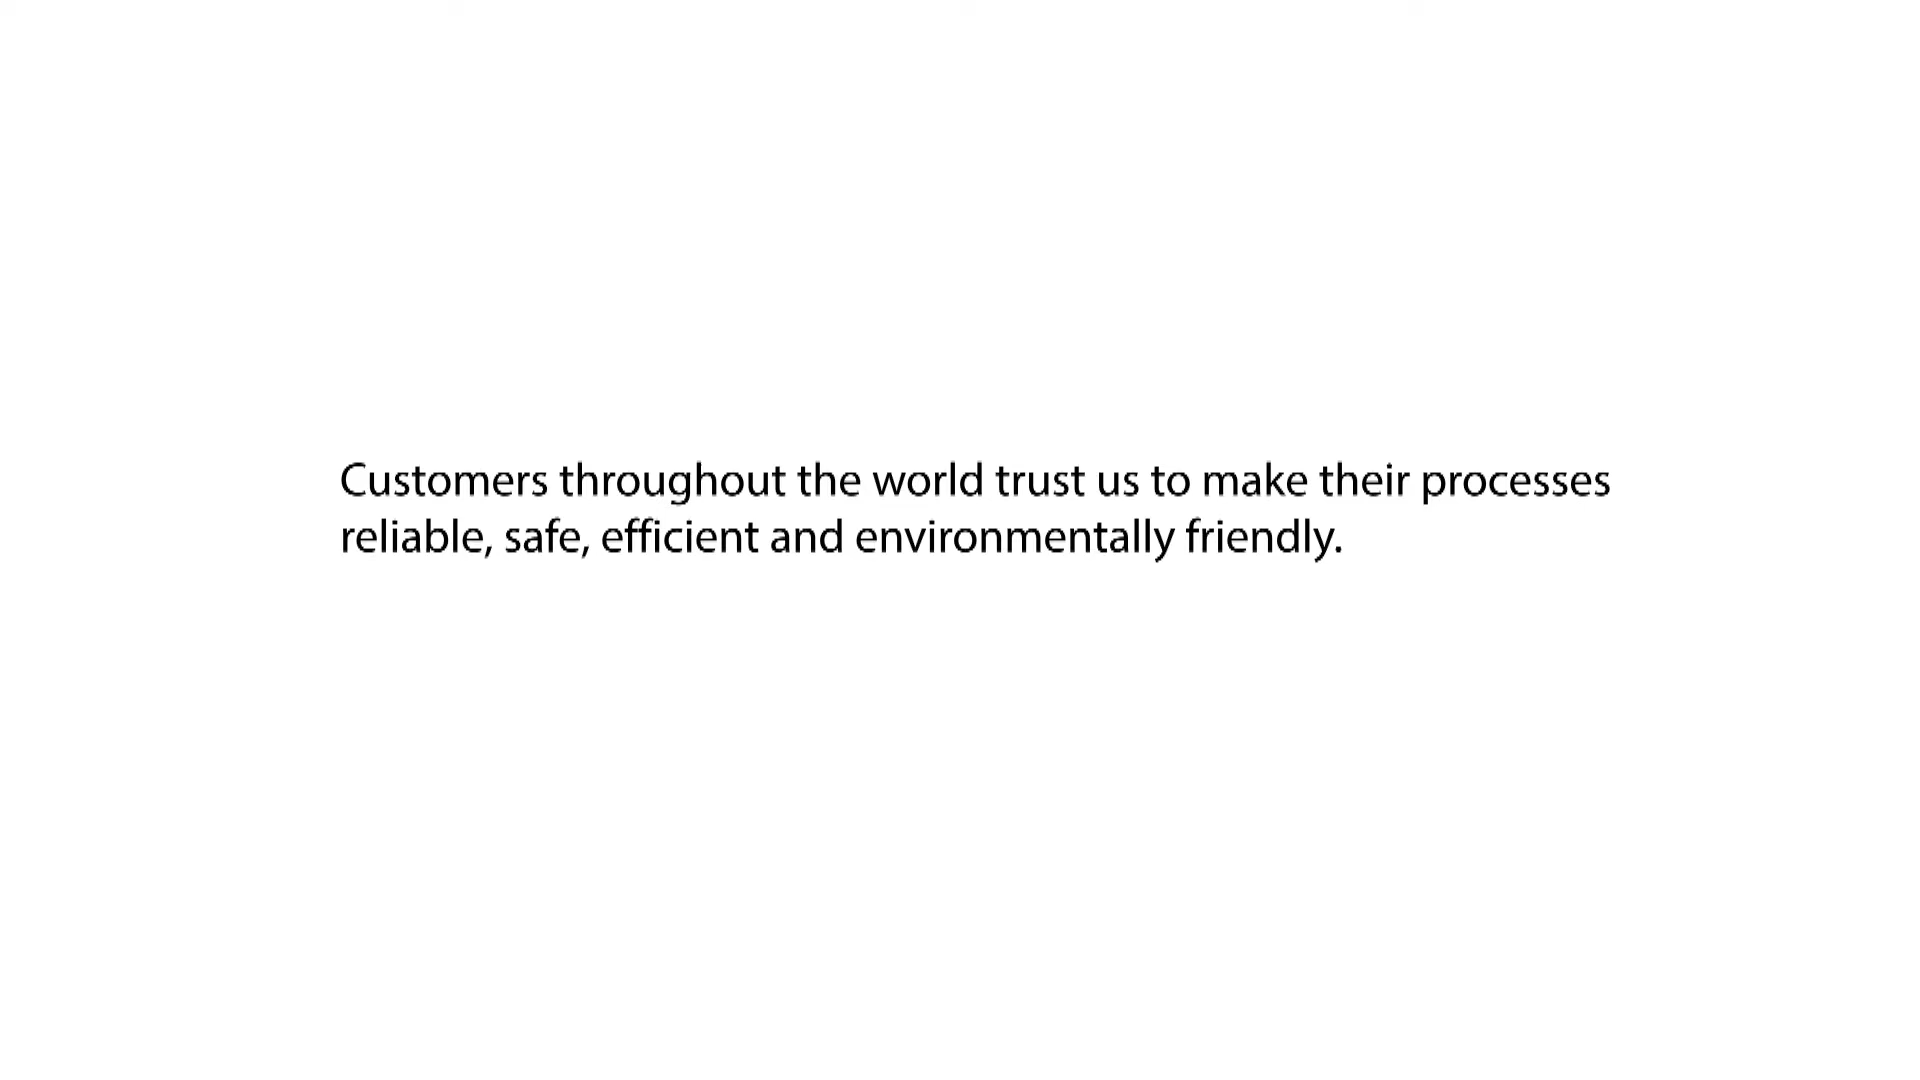 Customers throughout the world trust us to make their processes
reliable, safe, efficient and environmentally friendly.